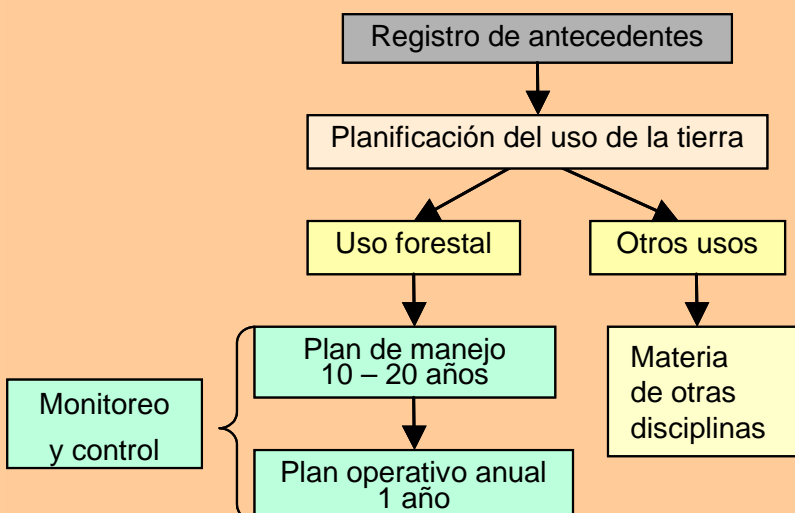 Registro de antecedentes
Planificación del uso de la tierra
Uso forestal
Otros usos
Plan de manejo
10 – 20 años
Materia
de otras
disciplinas
Monitoreo
y control
Plan operativo anual
1 año